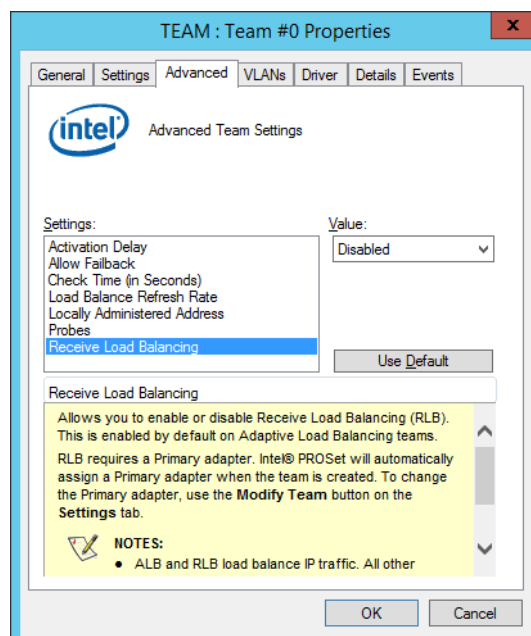 TEAM : Team #0 Properties
x
General Settings Advanced VLANs Driver Details Events
intel
Advanced Team Settings
Settings:
Value:
Activation Delay
Allow Failback
Check Time (in Seconds)
Load Balance Refresh Rate
Locally Administered Address
Probes
Receive Load Balancing
Disabled
Use Default
Receive Load Balancing
Allows you to enable or disable Receive Load Balancing (RLB).
This is enabled by default on Adaptive Load Balancing teams.
RLB requires a Primary adapter. Intel® PROSet will automatically
assign a Primary adapter when the team is created. To change
the Primary adapter, use the Modify Team button on the
Settings tab.
NOTES:
• ALB and RLB load balance IP traffic. All other
OK Cancel